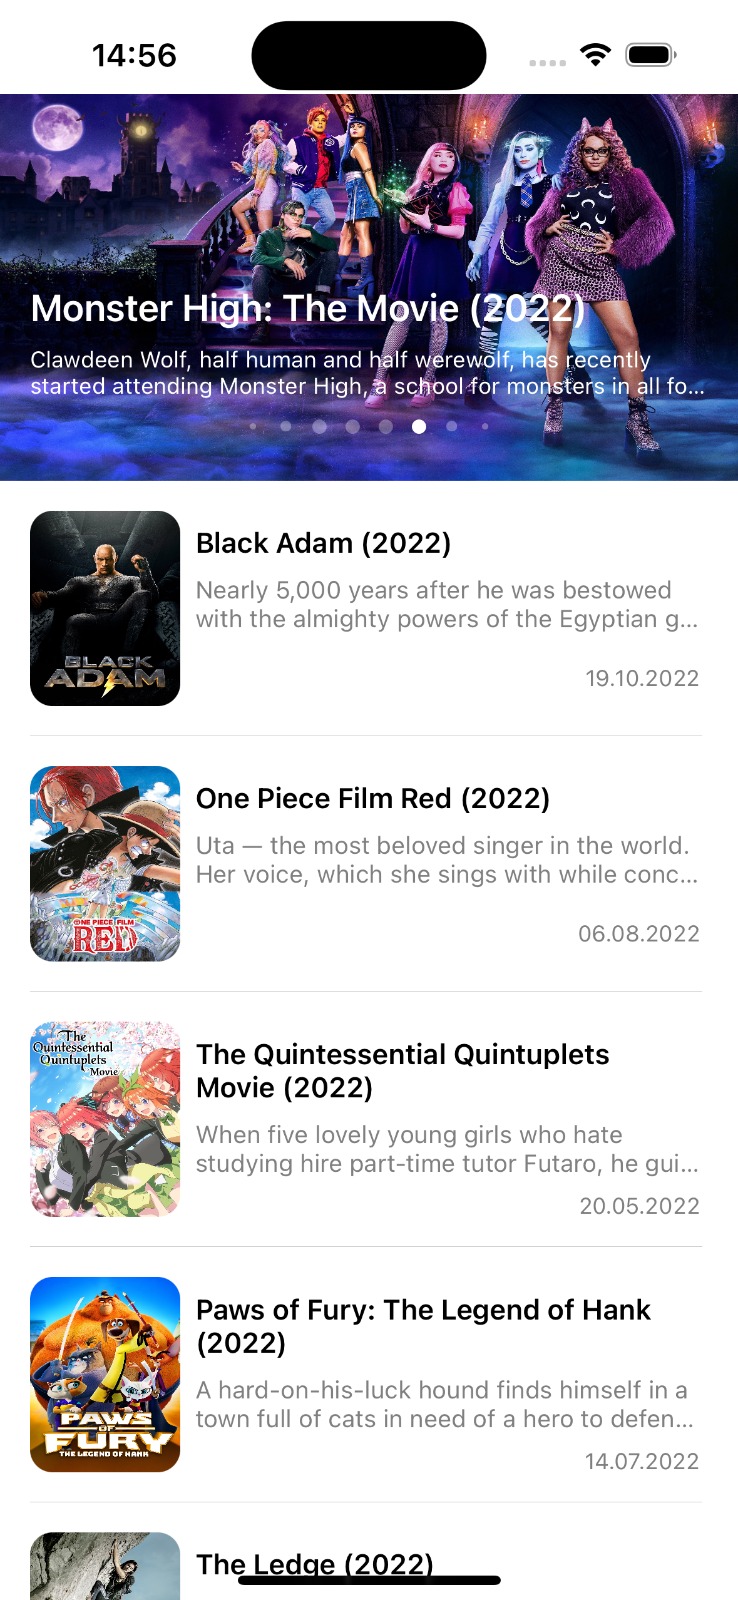 14:56
Monster High: The Movie (2022)
Clawdeen Wolf, half human and half werewolf, has recently
started attending Monster High, a school for monsters in all fo...
BLACK
ADAM
Black Adam (2022)
Nearly 5,000 years after he was bestowed
with the almighty powers of the Egyptian g...
19.10.2022
ONE PIECE FILM
RED
One Piece Film Red (2022)
Uta — the most beloved singer in the world.
Her voice, which she sings with while conc...
06.08.2022
The
Quintessential
Quintuplets
Movie
The Quintessential Quintuplets
Movie (2022)
When five lovely young girls who hate
studying hire part-time tutor Futaro, he gui...
20.05.2022
PAWS
OF
FURY
THE LEGEND OF HANK
Paws of Fury: The Legend of Hank
(2022)
A hard-on-his-luck hound finds himself in a
town full of cats in need of a hero to defen...
14.07.2022
The Ledge (2022)